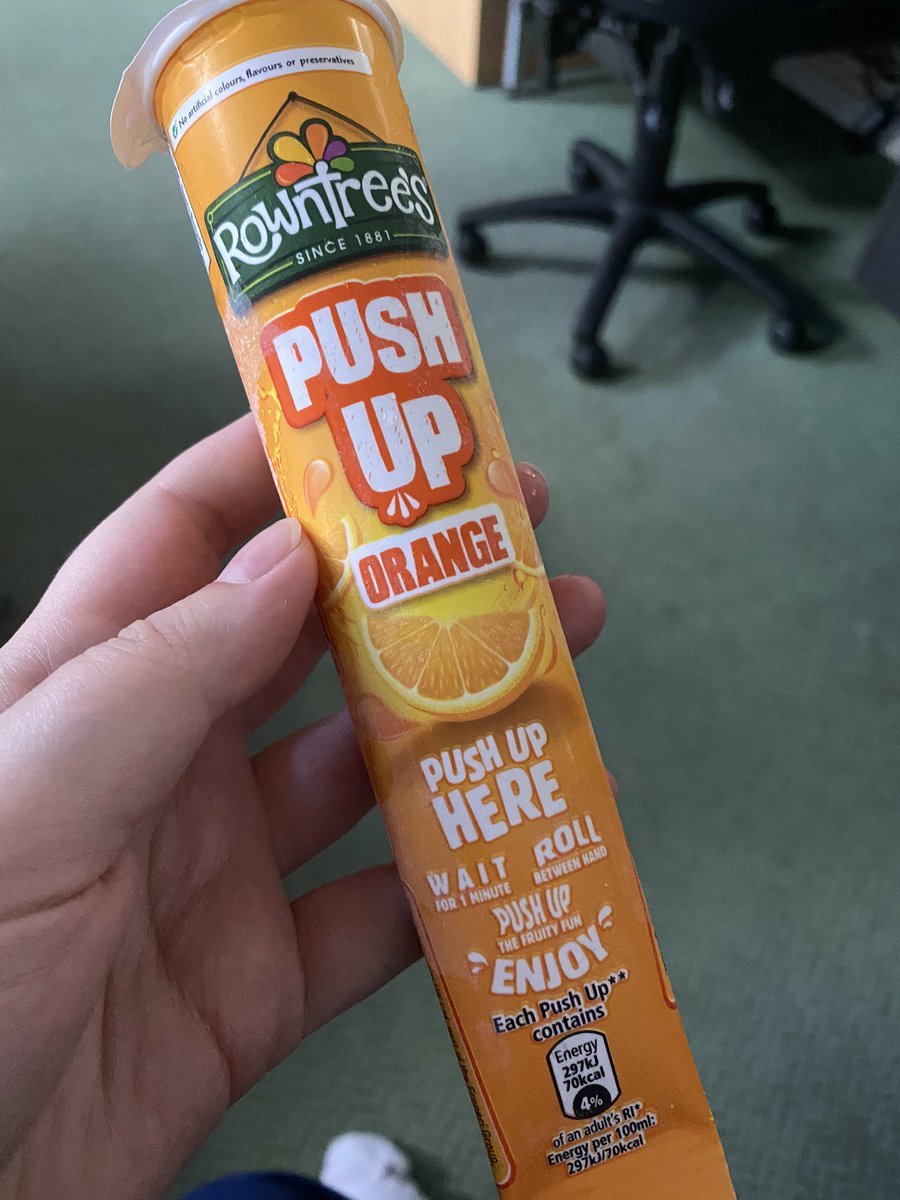 No artificial colours, flavours or preservatives
Rowntree's
SINCE 1881
PUSH
UP
ORANGE
PUSH UP
HERE
WAIT
FOR 1 MINUTE
ROLL
BETWEEN HAND
PUSH UP
THE FRUITY FUN
ENJOY
Each Push Up**
contains
Energy
297kJ
70kcal
4%
of an adult's RI*
Energy per 100ml:
297kJ/70kcal